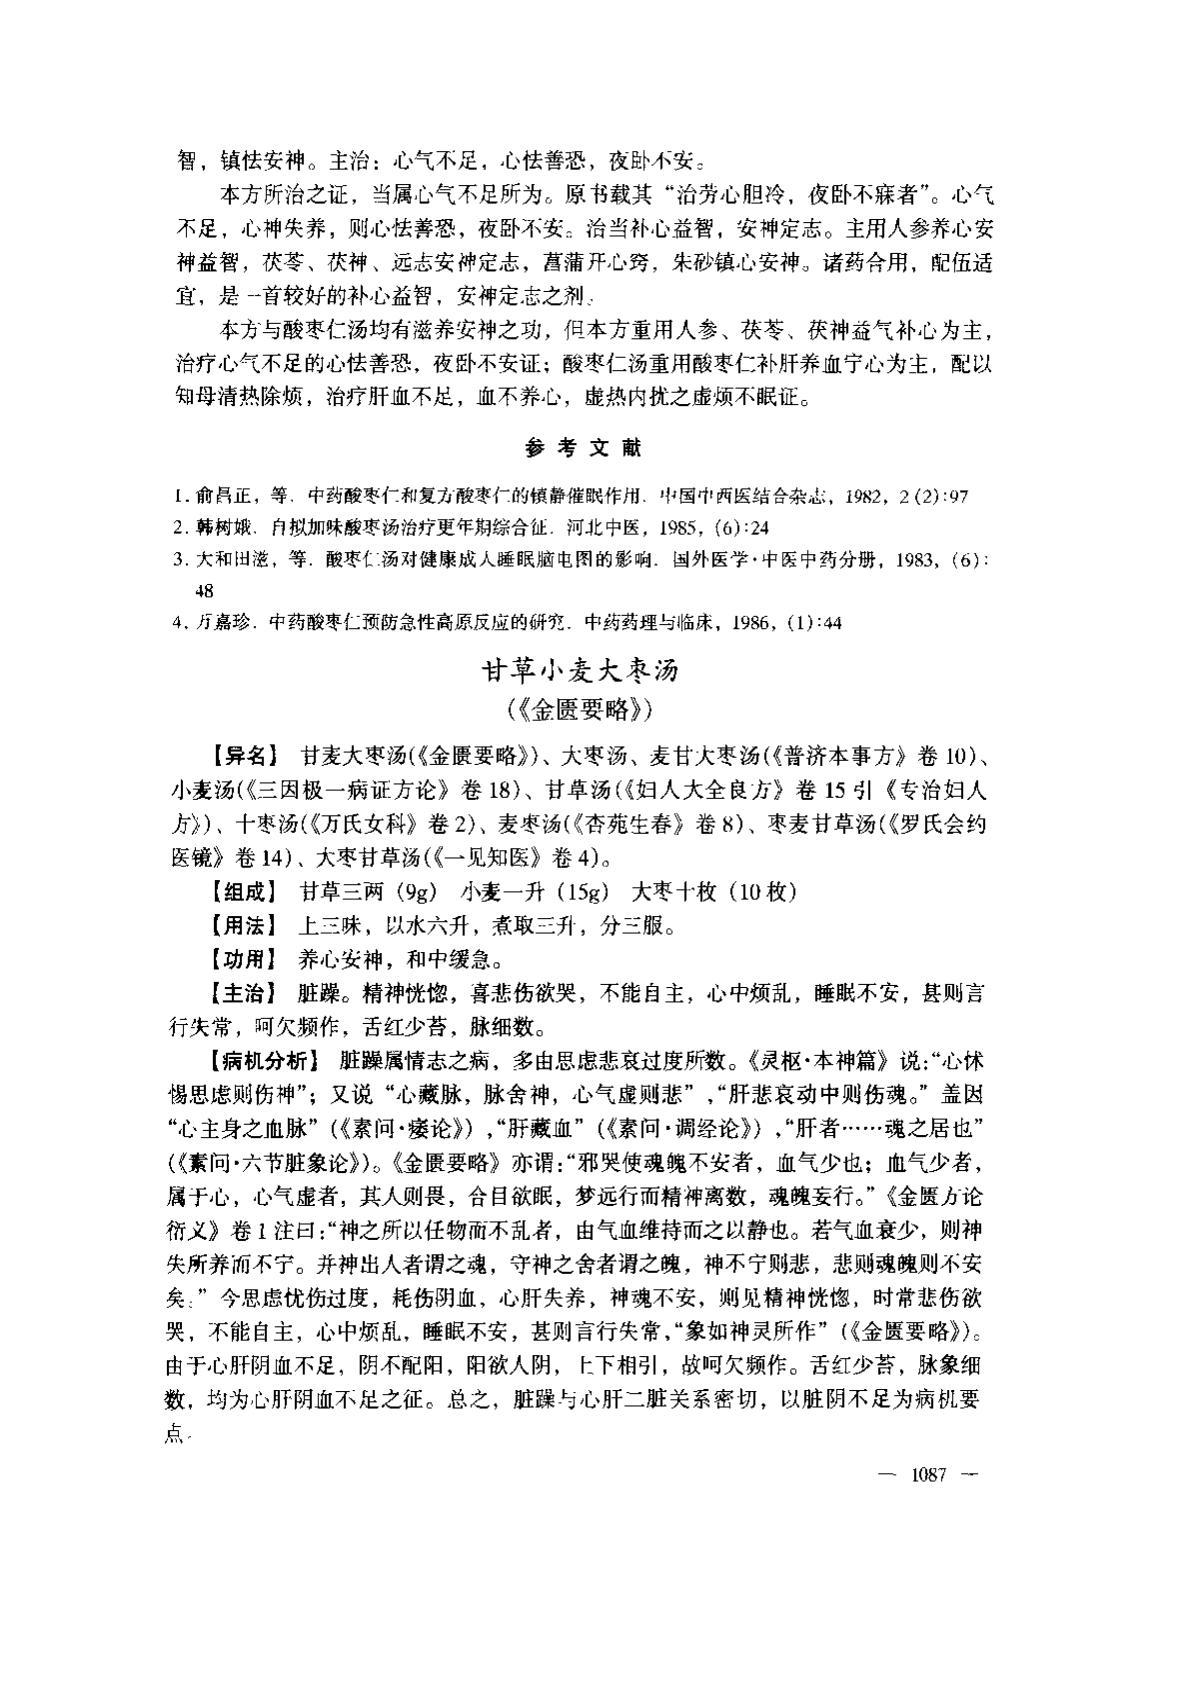 智，镇怯安神。主治：心气不足，心怯善恐，夜卧不安。
本方所治之证，当属心气不足所为。原书载其“治劳心胆冷，夜卧不寐者”。心气
不足，心神失养，则心怯善恐，夜卧不安。治当补心益智，安神定志。主用人参养心安
神益智，茯苓、茯神、远志安神定志，菖蒲开心窍，朱砂镇心安神。诸药合用，配伍适
宜，是一首较好的补心益智，安神定志之剂。
本方与酸枣仁汤均有滋养安神之功，但本方重用人参、茯苓、茯神益气补心为主，
治疗心气不足的心怯善恐，夜卧不安证；酸枣仁汤重用酸枣仁补肝养血宁心为主，配以
知母清热除烦，治疗肝血不足，血不养心，虚热内扰之虚烦不眠证。
参考文献
1. 俞昌正，等．中药酸枣仁和复方酸枣仁的镇静催眠作用．中国中西医结合杂志，1982，2 (2):97
2. 韩树娥．自拟加味酸枣汤治疗更年期综合征．河北中医，1985，(6):24
3. 大和田滋，等．酸枣仁汤对健康成人睡眠脑电图的影响．国外医学·中医中药分册，1983，(6):
48
4. 万嘉珍．中药酸枣仁预防急性高原反应的研究．中药药理与临床，1986，(1):44
甘草小麦大枣汤
(《金匮要略》)
【异名】 甘麦大枣汤(《金匮要略》)、大枣汤、麦甘大枣汤(《普济本事方》卷 10)、
小麦汤(《三因极一病证方论》卷 18)、甘草汤(《妇人大全良方》卷 15 引《专治妇人
方》)、十枣汤(《万氏女科》卷 2)、麦枣汤(《杏苑生春》卷 8)、枣麦甘草汤(《罗氏会约
医镜》卷 14)、大枣甘草汤(《一见知医》卷 4)。
【组成】 甘草三两（9g） 小麦一升（15g） 大枣十枚（10 枚）
【用法】 上三味，以水六升，煮取三升，分三服。
【功用】 养心安神，和中缓急。
【主治】 脏躁。精神恍惚，喜悲伤欲哭，不能自主，心中烦乱，睡眠不安，甚则言
行失常，呵欠频作，舌红少苔，脉细数。
【病机分析】 脏躁属情志之病，多由思虑悲哀过度所致。《灵枢·本神篇》说：“心怵
惕思虑则伤神”；又说“心藏脉，脉舍神，心气虚则悲”，“肝悲哀动中则伤魂。”盖因
“心主身之血脉”（《素问·痿论》），“肝藏血”（《素问·调经论》），“肝者……魂之居也”
(《素问·六节脏象论》)。《金匮要略》亦谓：“邪哭使魂魄不安者，血气少也；血气少者，
属于心，心气虚者，其人则畏，合目欲眠，梦远行而精神离散，魂魄妄行。”《金匮方论
衍义》卷 1 注曰：“神之所以任物而不乱者，由气血维持而之以静也。若气血衰少，则神
失所养而不宁。并神出入者谓之魂，守神之舍者谓之魄，神不宁则悲，悲则魂魄则不安
矣。”今思虑忧伤过度，耗伤阴血，心肝失养，神魂不安，则见精神恍惚，时常悲伤欲
哭，不能自主，心中烦乱，睡眠不安，甚则言行失常，“象如神灵所作”（《金匮要略》）。
由于心肝阴血不足，阴不配阳，阳欲入阴，上下相引，故呵欠频作。舌红少苔，脉象细
数，均为心肝阴血不足之征。总之，脏躁与心肝二脏关系密切，以脏阴不足为病机要
点。
— 1087 —